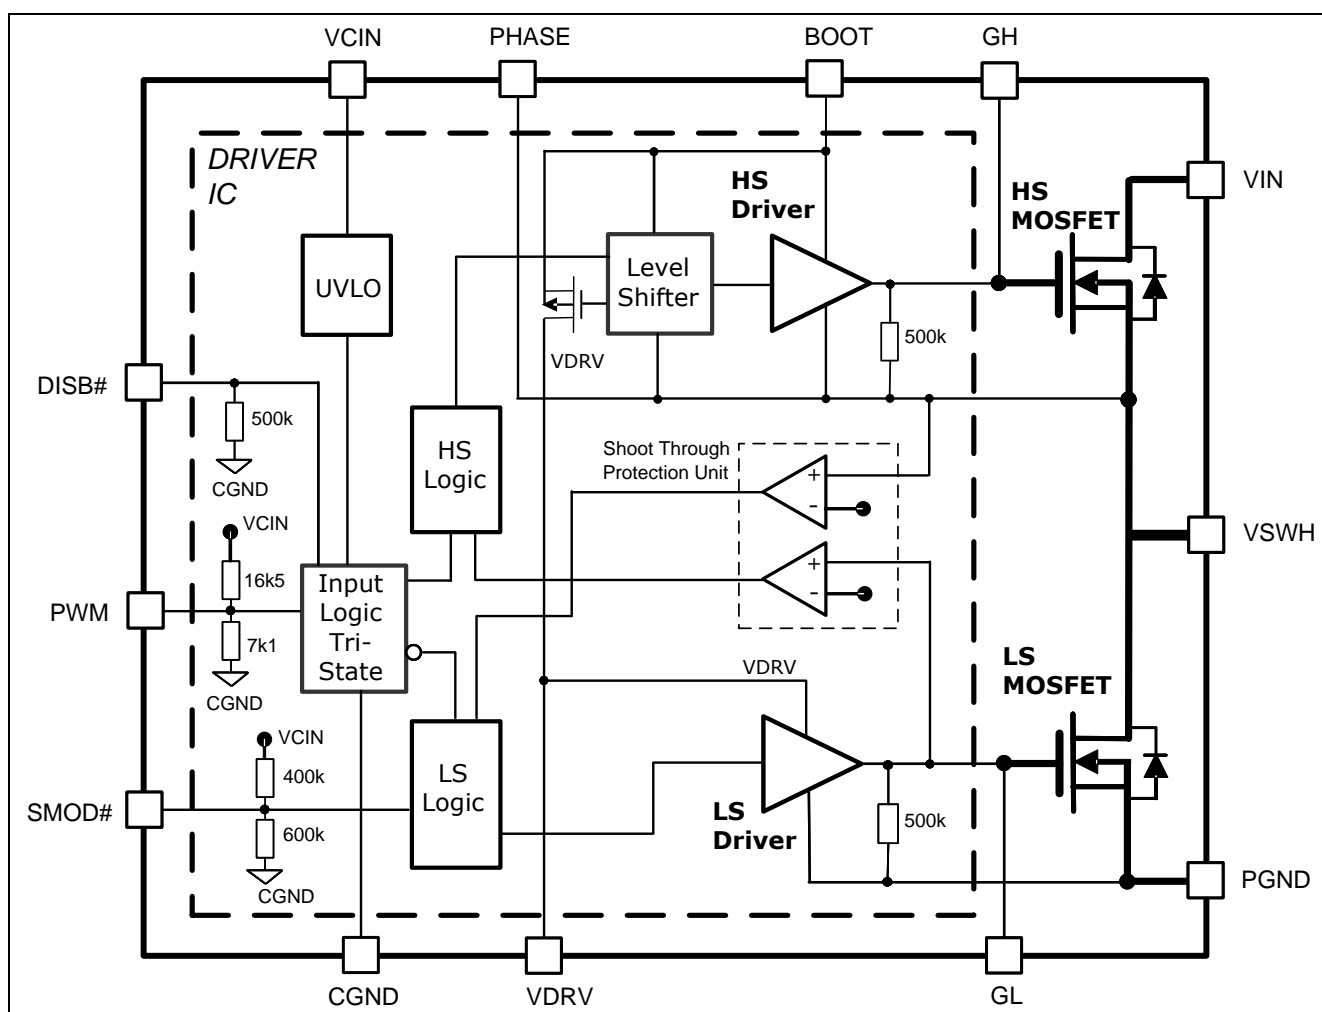 VCIN
PHASE
BOOT
GH
DRIVER
IC
HS
Driver
HS
MOSFET
VIN
UVLO
Level
Shifter
VDRV
500k
DISB#
500k
CGND
HS
Logic
Shoot Through
Protection Unit
+
-
VCIN
16k5
PWM
7k1
CGND
Input
Logic
Tri-
State
+
-
VSWH
VDRV
LS
MOSFET
VCIN
400k
SMOD#
600k
CGND
LS
Logic
LS
Driver
500k
PGND
CGND
VDRV
GL